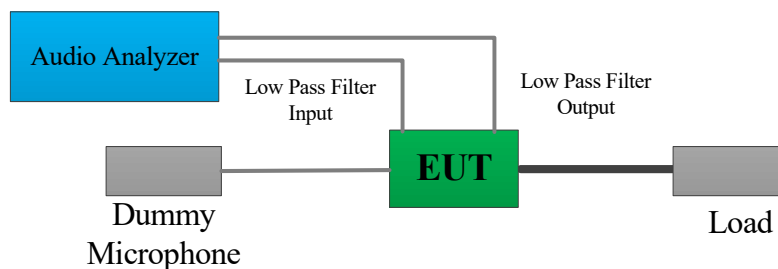 Audio Analyzer
Low Pass Filter
Input
Low Pass Filter
Output
EUT
Dummy
Microphone
Load